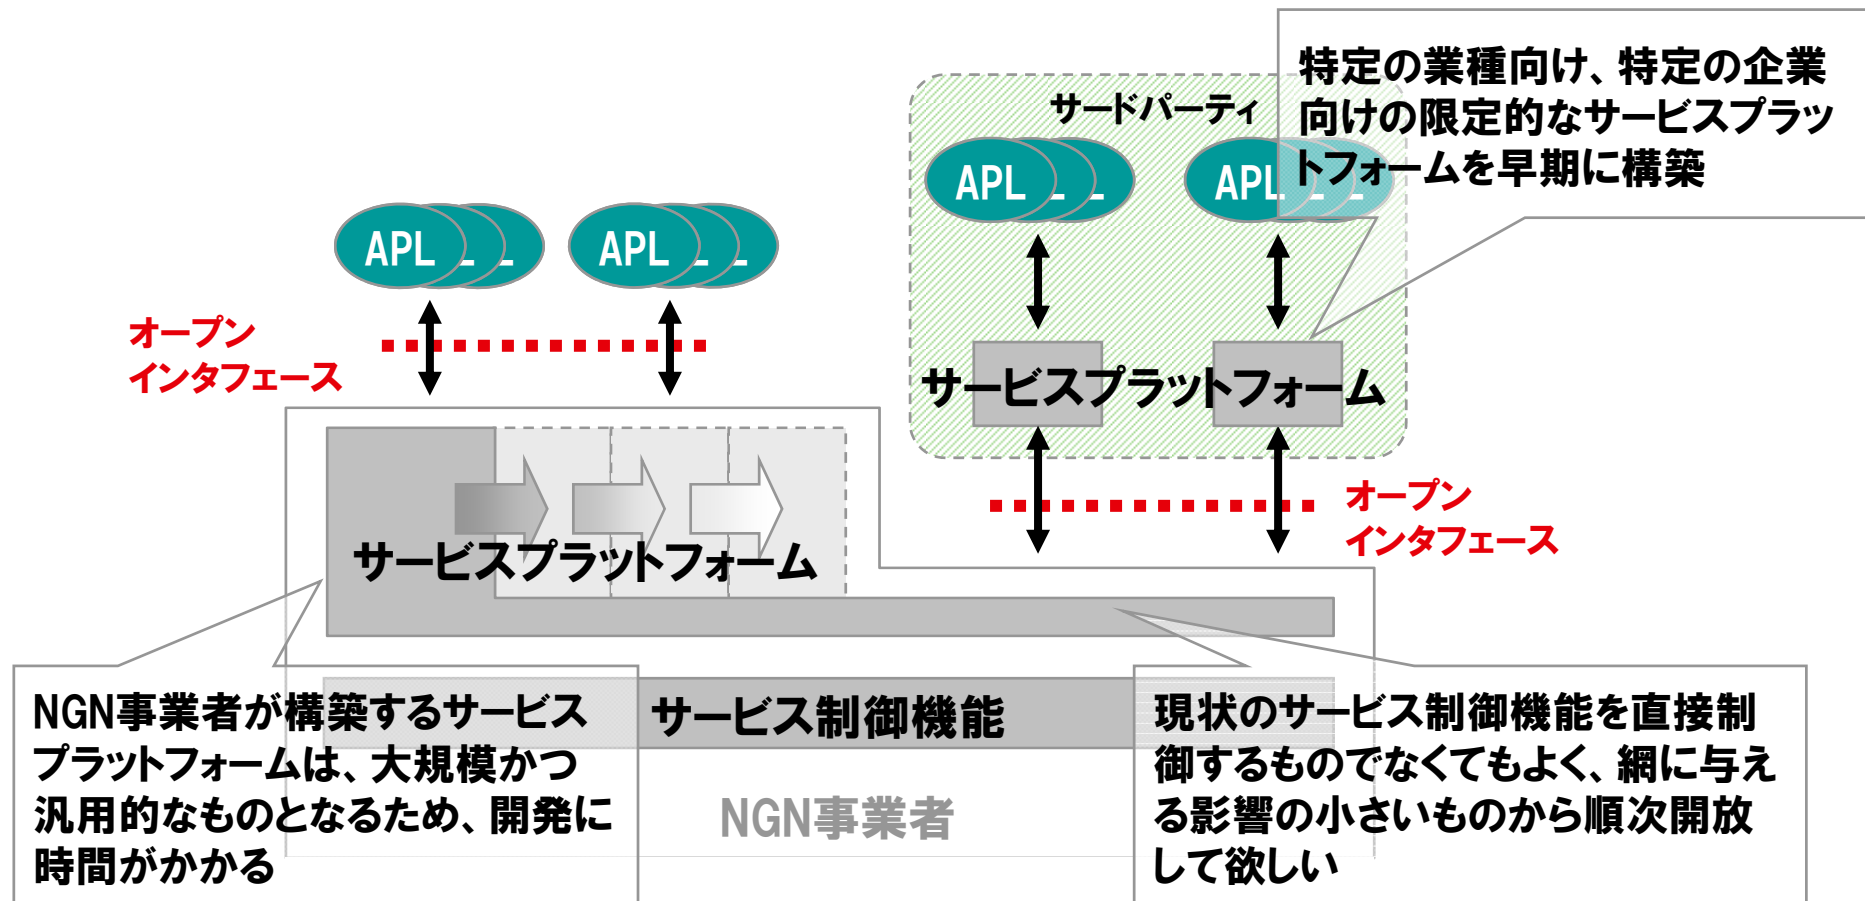 特定の業種向け、特定の企業
向けの限定的なサービスプラッ
トフォームを早期に構築
サードパーティ
APL
L
L
APL
L
L
APL
L
L
APL
L
L
オープン
インタフェース
サービスプラットフォーム
オープン
インタフェース
サービスプラットフォーム
サービス制御機能
NGN事業者
NGN事業者が構築するサービス
プラットフォームは、大規模かつ
汎用的なものとなるため、開発に
時間がかかる
現状のサービス制御機能を直接制
御するものでなくてもよく、網に与え
る影響の小さいものから順次開放
して欲しい